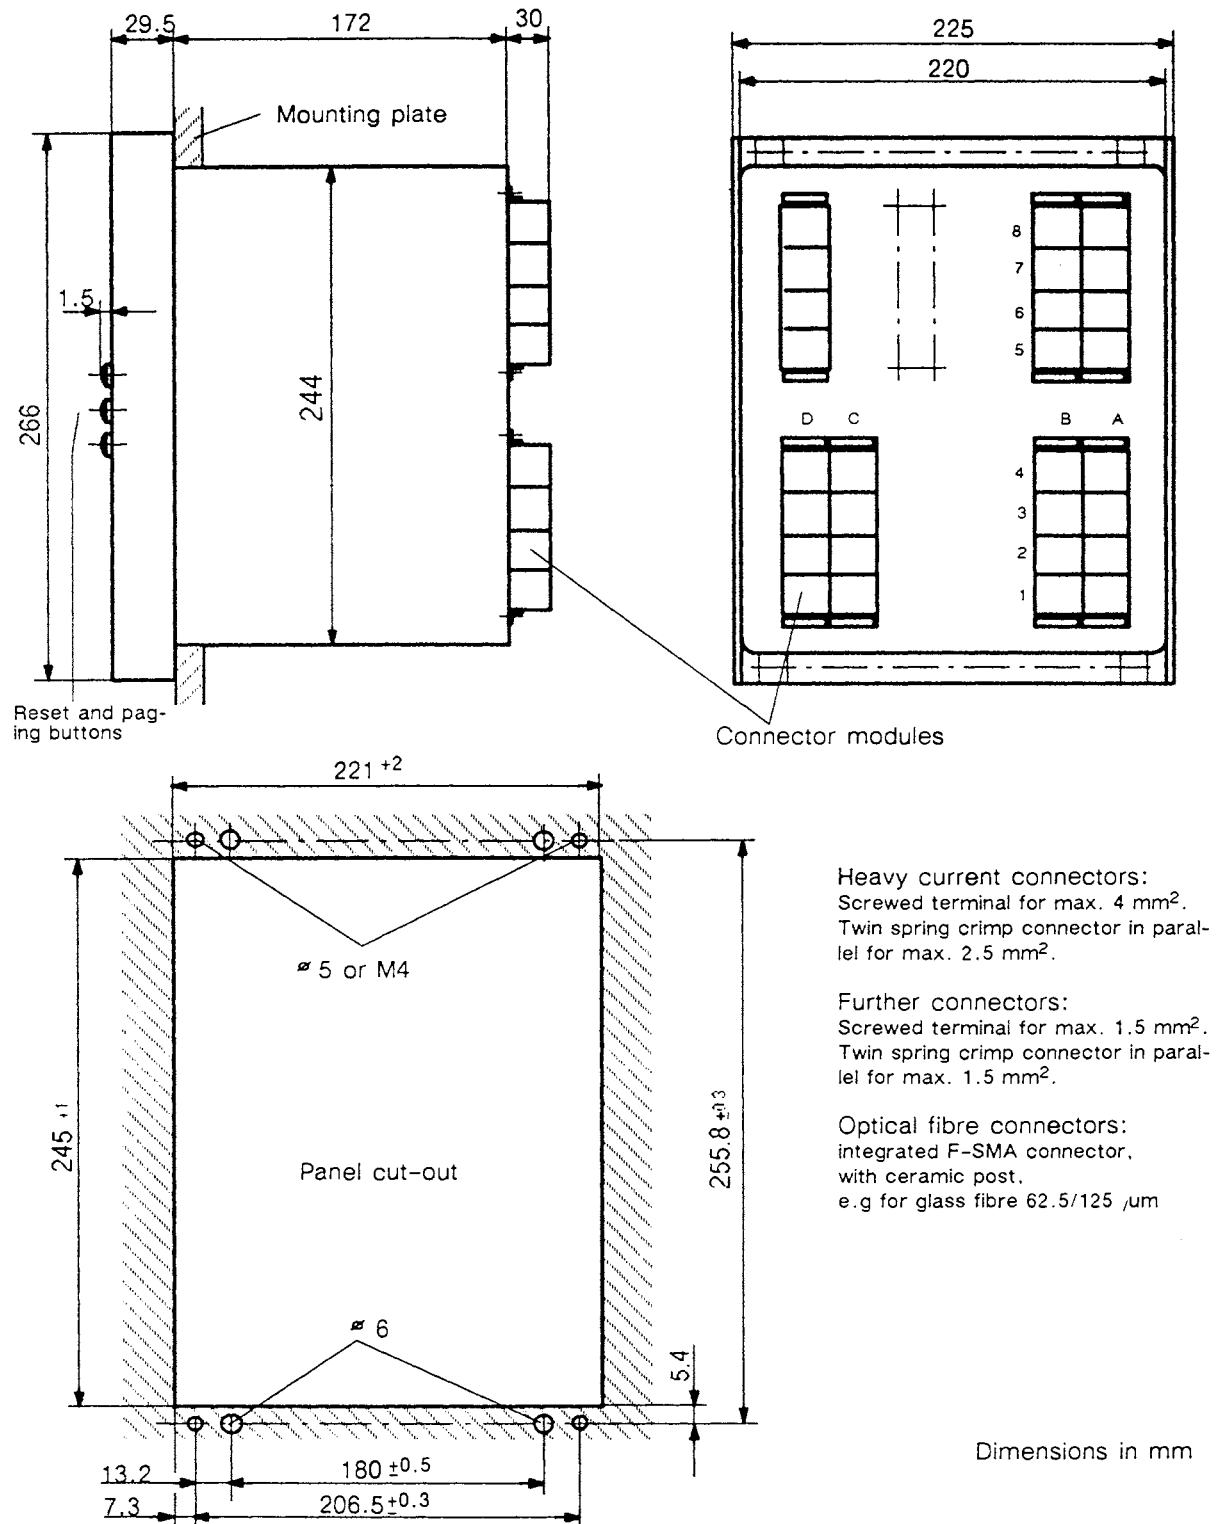 29.5
172
30
225
220
Mounting plate
1.5
244
266
8
7
6
5
D C
B A
4
3
2
1
Reset and pag-
ing buttons
Connector modules
221 +2
ø 5 or M4
Heavy current connectors:
Screwed terminal for max. 4 mm².
Twin spring crimp connector in paral-
lel for max. 2.5 mm².
Further connectors:
Screwed terminal for max. 1.5 mm².
Twin spring crimp connector in paral-
lel for max. 1.5 mm².
245 +1
255.8 ±0.3
Optical fibre connectors:
integrated F-SMA connector,
with ceramic post,
e.g for glass fibre 62.5/125 µm
Panel cut-out
ø 6
5.4
Dimensions in mm
13.2
180 ±0.5
7.3
206.5±0.3